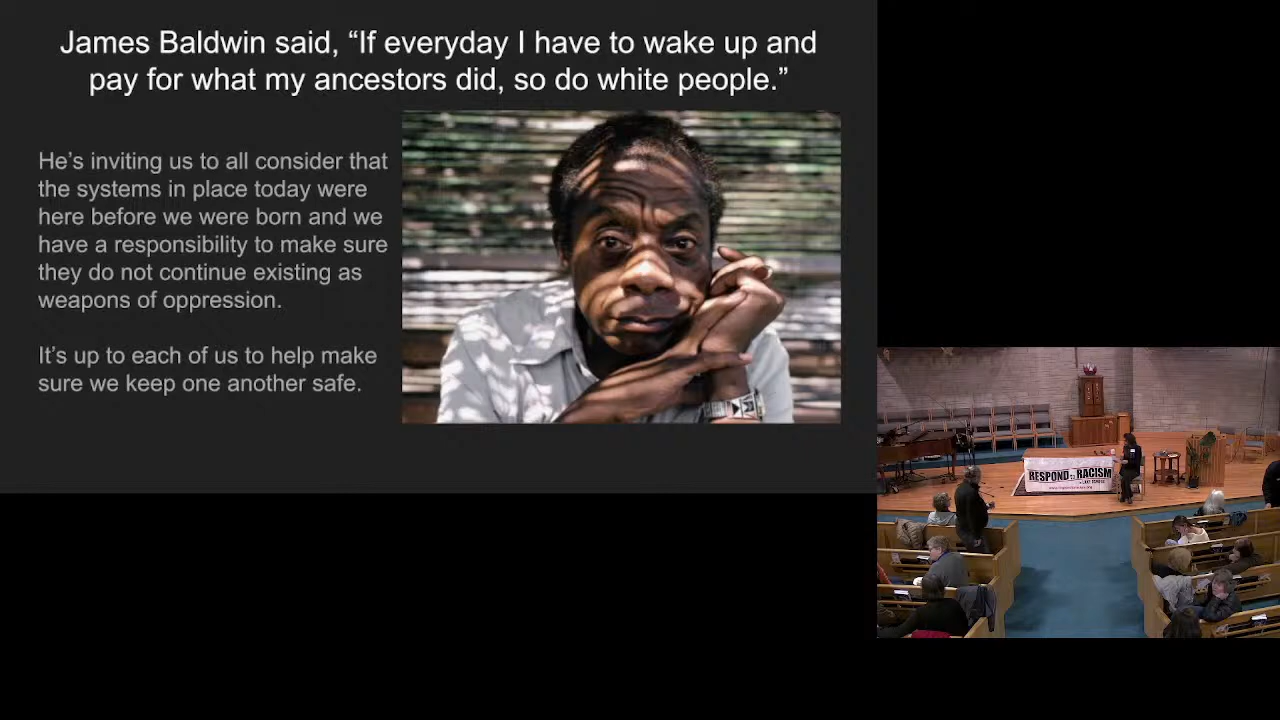 James Baldwin said, “If everyday I have to wake up and
pay for what my ancestors did, so do white people.”
He’s inviting us to all consider that
the systems in place today were
here before we were born and we
have a responsibility to make sure
they do not continue existing as
weapons of oppression.
It’s up to each of us to help make
sure we keep one another safe.
RESPOND TO RACISM